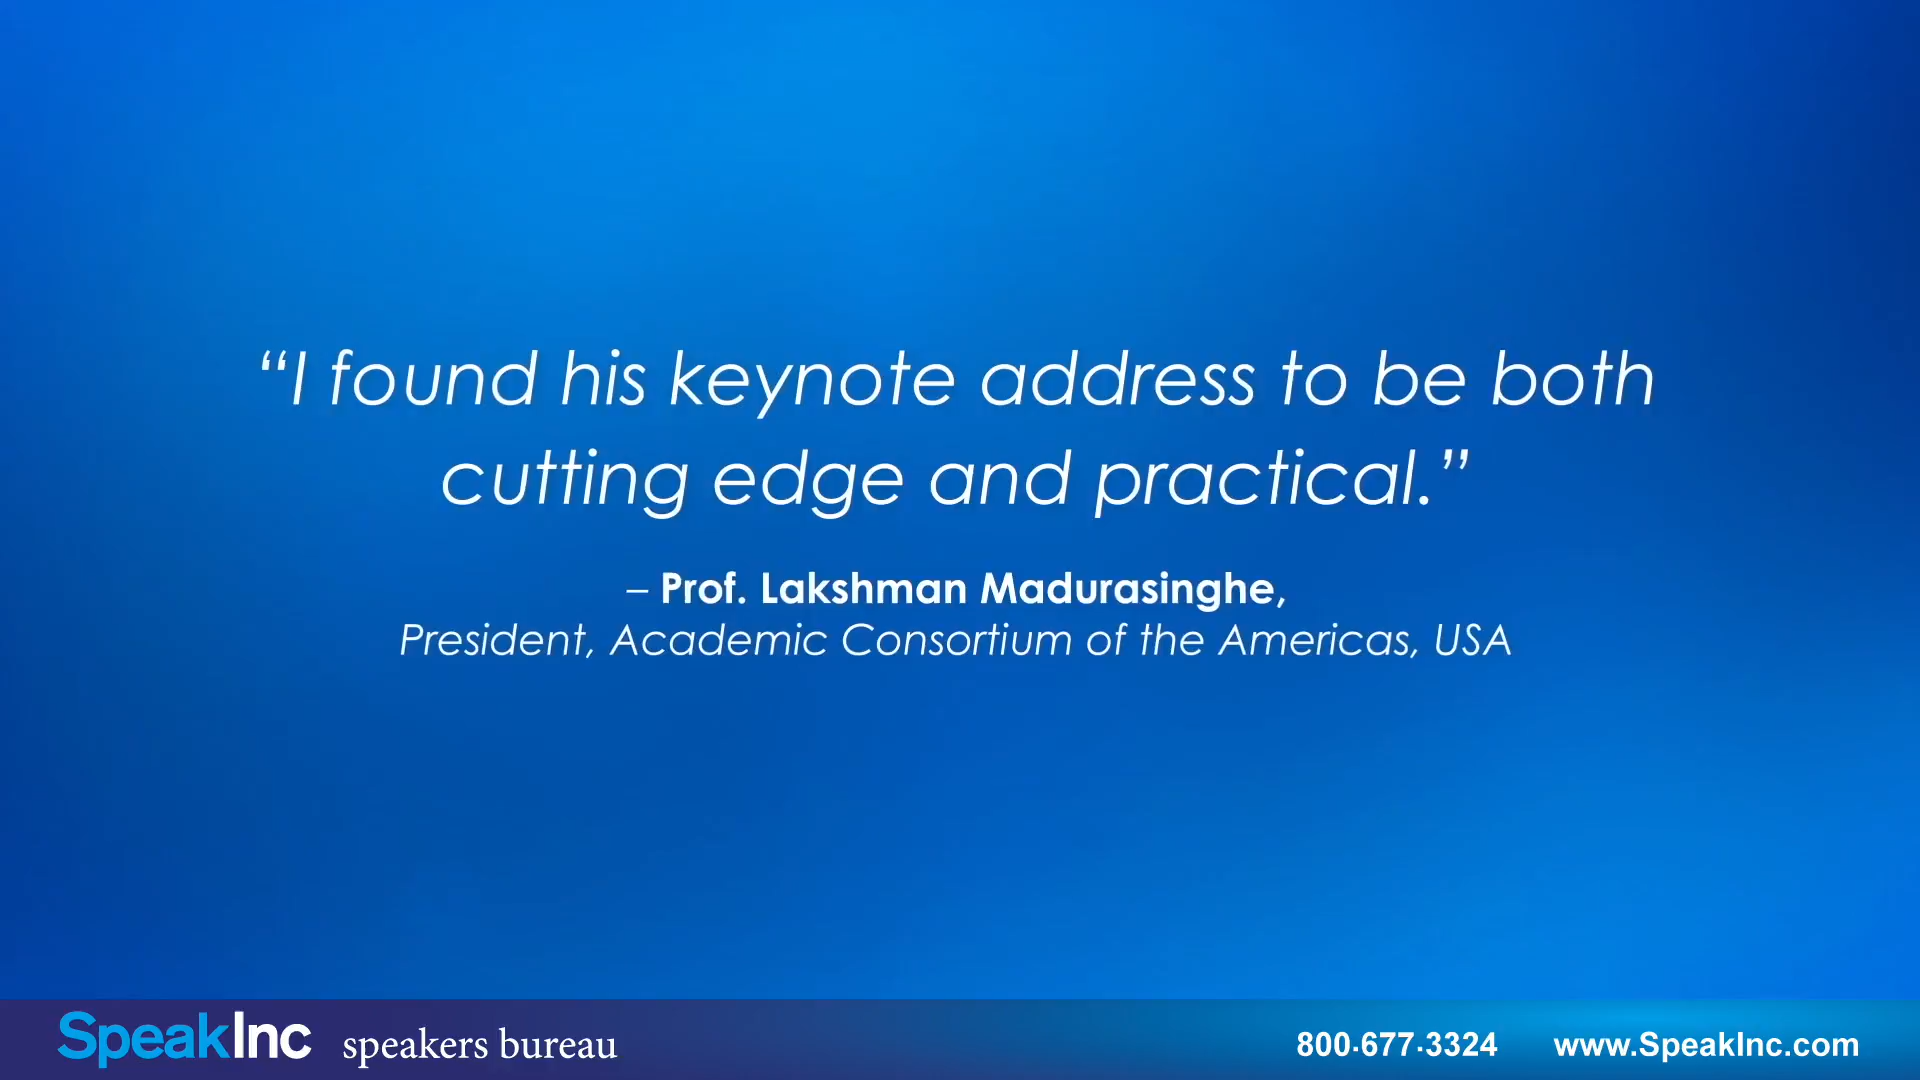 “I found his keynote address to be both
cutting edge and practical.”
– Prof. Lakshman Madurasinghe,
President, Academic Consortium of the Americas, USA
SpeakInc speakers bureau
800·677·3324 www.SpeakInc.com